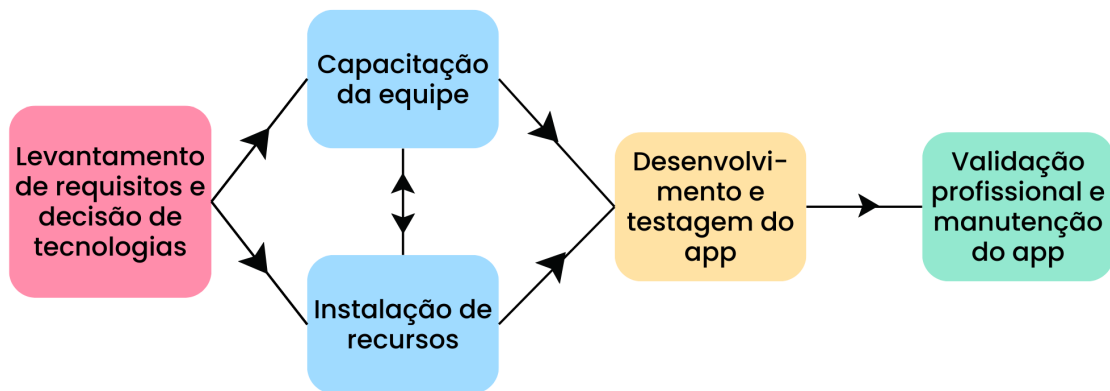 Levantamento
de requisitos e
decisão de
tecnologias
Capacitação
da equipe
Instalação de
recursos
Desenvolvi-
mento e
testagem do
app
Validação
profissional e
manutenção
do app